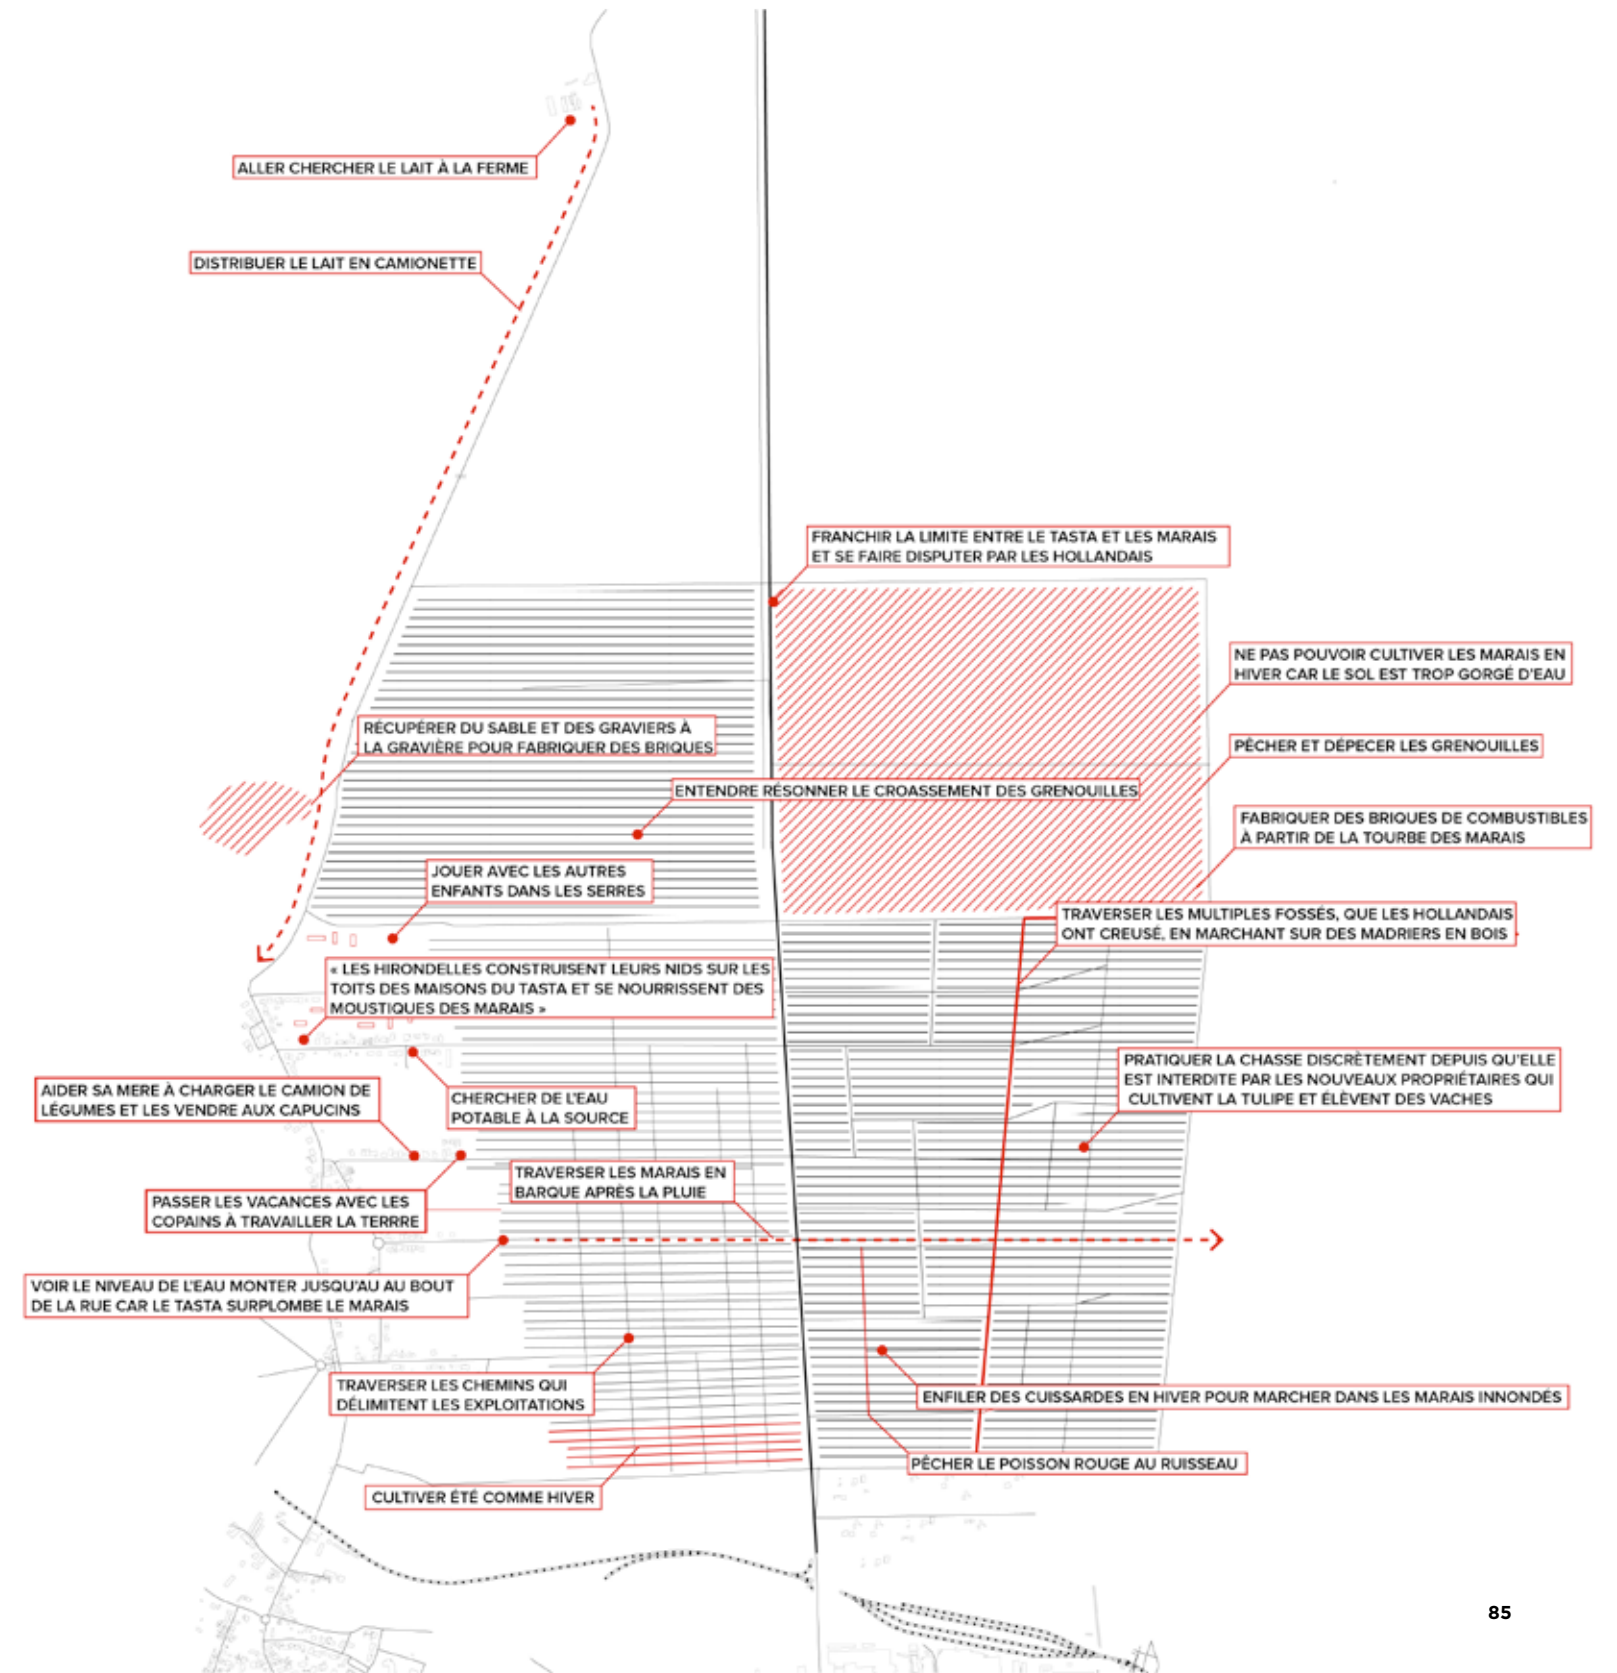 ALLER CHERCHER LE LAIT À LA FERME
DISTRIBUER LE LAIT EN CAMIONETTE
FRANCHIR LA LIMITE ENTRE LE TASTA ET LES MARAIS
ET SE FAIRE DISPUTER PAR LES HOLLANDAIS
NE PAS POUVOIR CULTIVER LES MARAIS EN
HIVER CAR LE SOL EST TROP GORGÉ D'EAU
RÉCUPÉRER DU SABLE ET DES GRAVIERS À
LA GRAVIÈRE POUR FABRIQUER DES BRIQUES
PÊCHER ET DÉPECER LES GRENOUILLES
ENTENDRE RÉSONNER LE CROASSEMENT DES GRENOUILLES
FABRIQUER DES BRIQUES DE COMBUSTIBLES
À PARTIR DE LA TOURBE DES MARAIS
JOUER AVEC LES AUTRES
ENFANTS DANS LES SERRES
TRAVERSER LES MULTIPLES FOSSÉS, QUE LES HOLLANDAIS
ONT CREUSÉ, EN MARCHANT SUR DES MADRIERS EN BOIS
« LES HIRONDELLES CONSTRUISENT LEURS NIDS SUR LES
TOITS DES MAISONS DU TASTA ET SE NOURRISSENT DES
MOUSTIQUES DES MARAIS »
PRATIQUER LA CHASSE DISCRÈTEMENT DEPUIS QU'ELLE
EST INTERDITE PAR LES NOUVEAUX PROPRIÉTAIRES QUI
CULTIVENT LA TULIPE ET ÉLÈVENT DES VACHES
AIDER SA MERE À CHARGER LE CAMION DE
LÉGUMES ET LES VENDRE AUX CAPUCINS
CHERCHER DE L'EAU
POTABLE À LA SOURCE
TRAVERSER LES MARAIS EN
BARQUE APRÈS LA PLUIE
PASSER LES VACANCES AVEC LES
COPAINS À TRAVAILLER LA TERRRE
VOIR LE NIVEAU DE L'EAU MONTER JUSQU'AU AU BOUT
DE LA RUE CAR LE TASTA SURPLOMBE LE MARAIS
TRAVERSER LES CHEMINS QUI
DÉLIMITENT LES EXPLOITATIONS
ENFILER DES CUISSARDES EN HIVER POUR MARCHER DANS LES MARAIS INNONDÉS
PÊCHER LE POISSON ROUGE AU RUISSEAU
CULTIVER ÉTÉ COMME HIVER
85